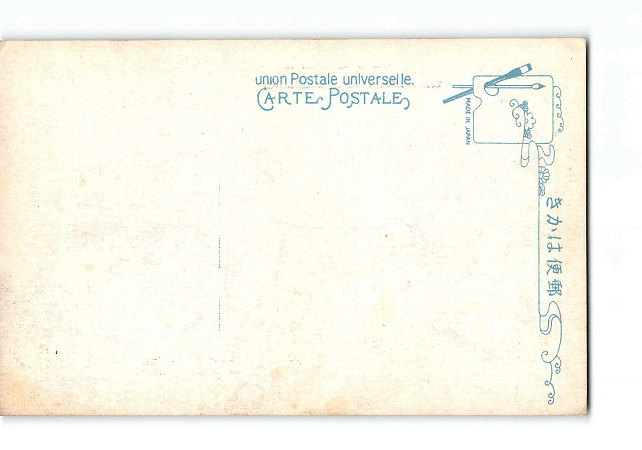 union Postale universelle.
CARTE POSTALE
MADE IN JAPAN
郵便はかき